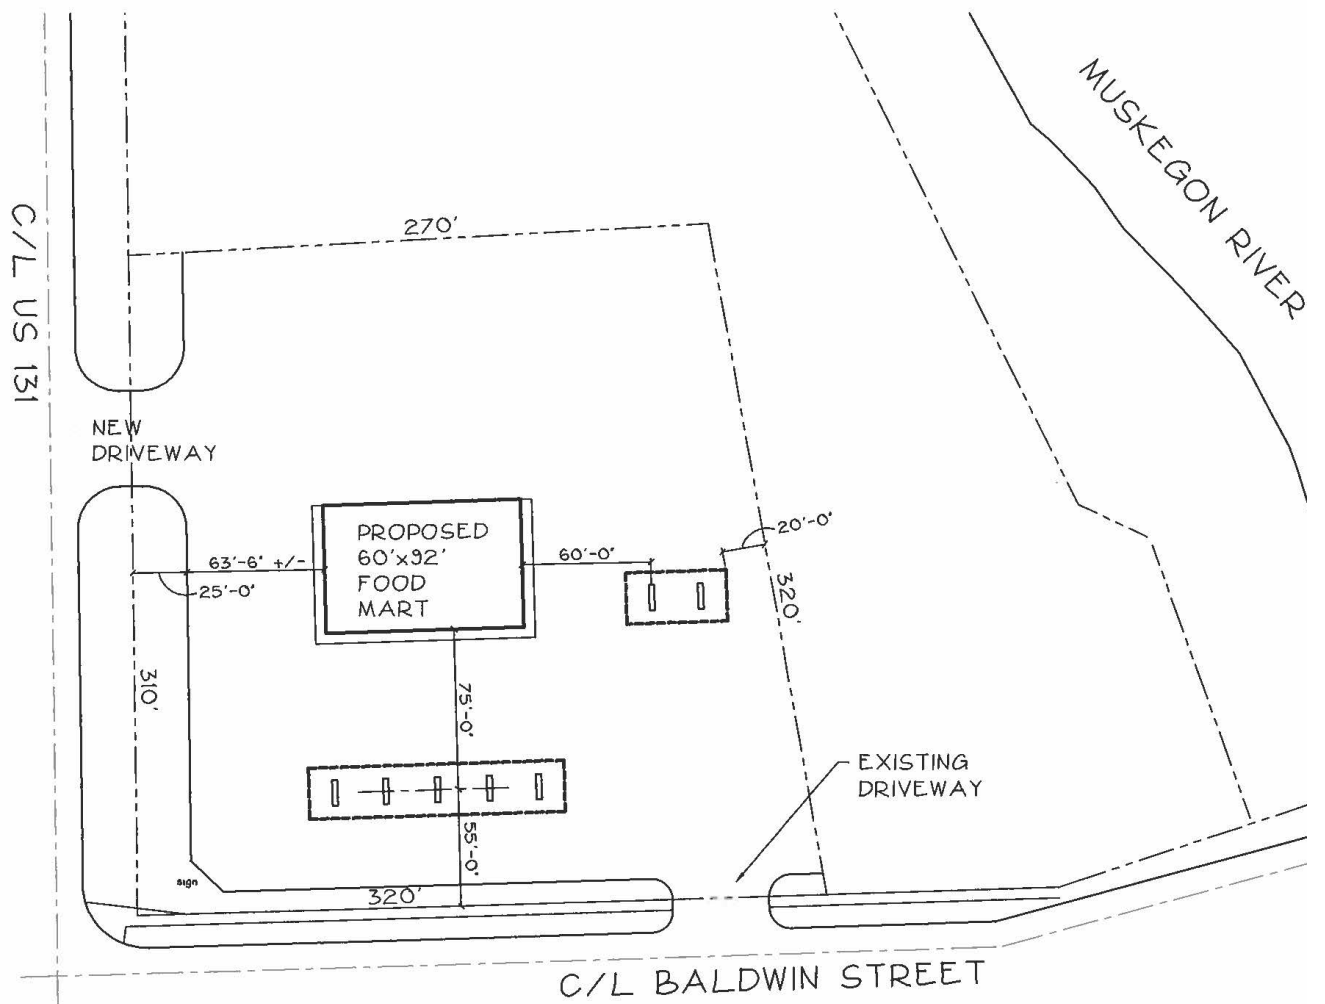 MUSKEGON RIVER
270'
C/L US 131
NEW
DRIVEWAY
PROPOSED
60'x92'
FOOD
MART
63'-6" +/-
25'-0"
60'-0"
20'-0"
320'
310'
75'-0"
EXISTING
DRIVEWAY
55'-0"
sign
320'
C/L BALDWIN STREET